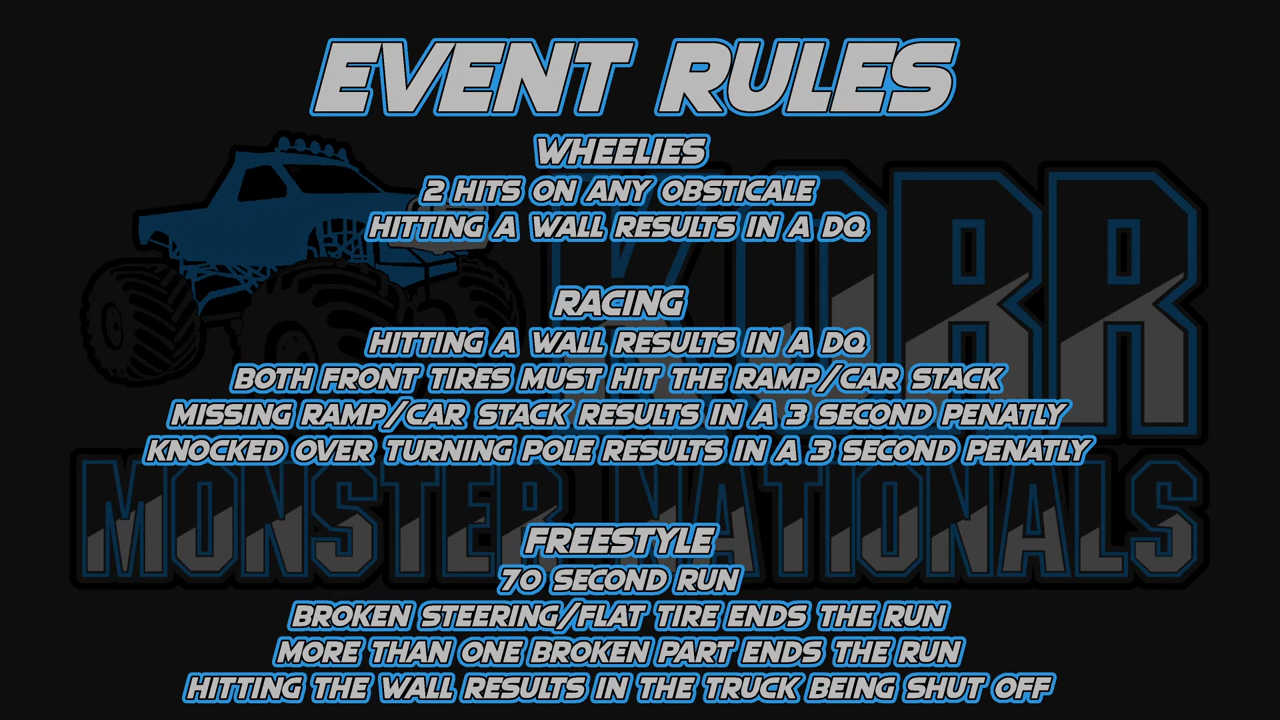 EVENT RULES
WHEELIES
2 HITS ON ANY OBSTICALE
HITTING A WALL RESULTS IN A DQ
RACING
HITTING A WALL RESULTS IN A DQ
BOTH FRONT TIRES MUST HIT THE RAMP/CAR STACK
MISSING RAMP/CAR STACK RESULTS IN A 3 SECOND PENATLY
KNOCKED OVER TURNING POLE RESULTS IN A 3 SECOND PENATLY
MONSTER NATIONALS
FREESTYLE
70 SECOND RUN
BROKEN STEERING/FLAT TIRE ENDS THE RUN
MORE THAN ONE BROKEN PART ENDS THE RUN
HITTING THE WALL RESULTS IN THE TRUCK BEING SHUT OFF